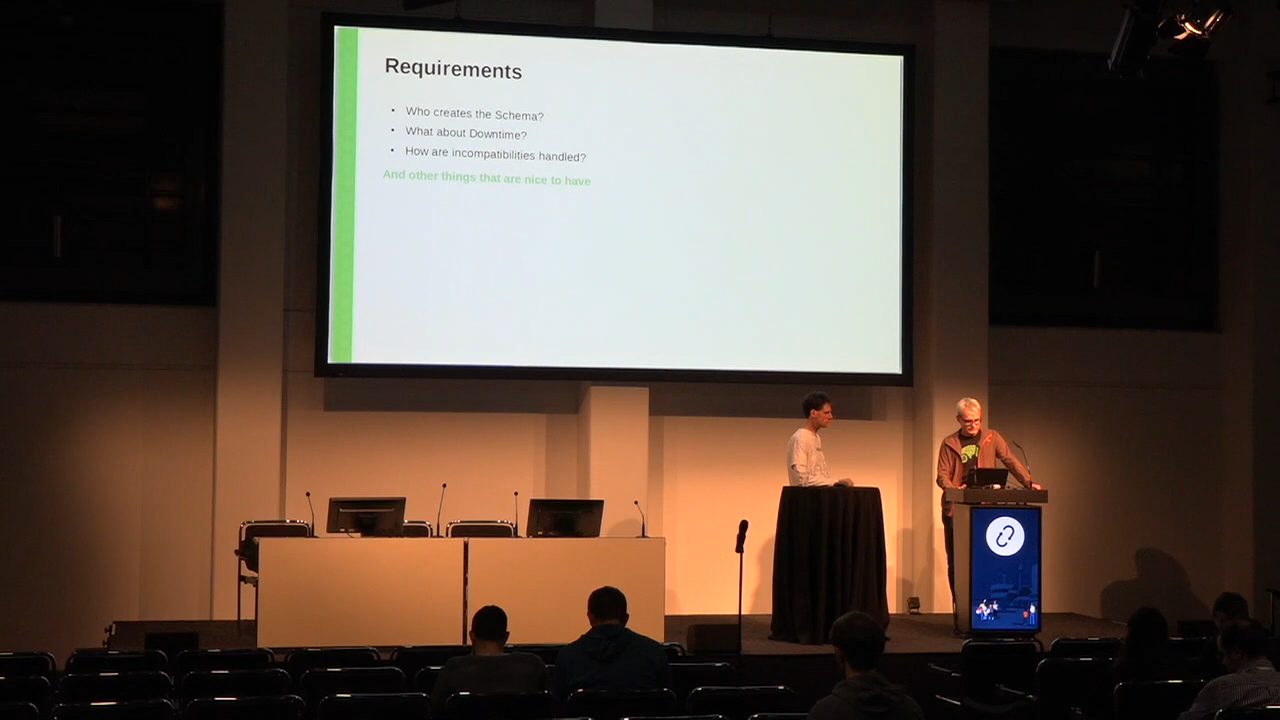 Requirements
• Who creates the Schema?
• What about Downtime?
• How are incompatibilities handled?
And other things that are nice to have